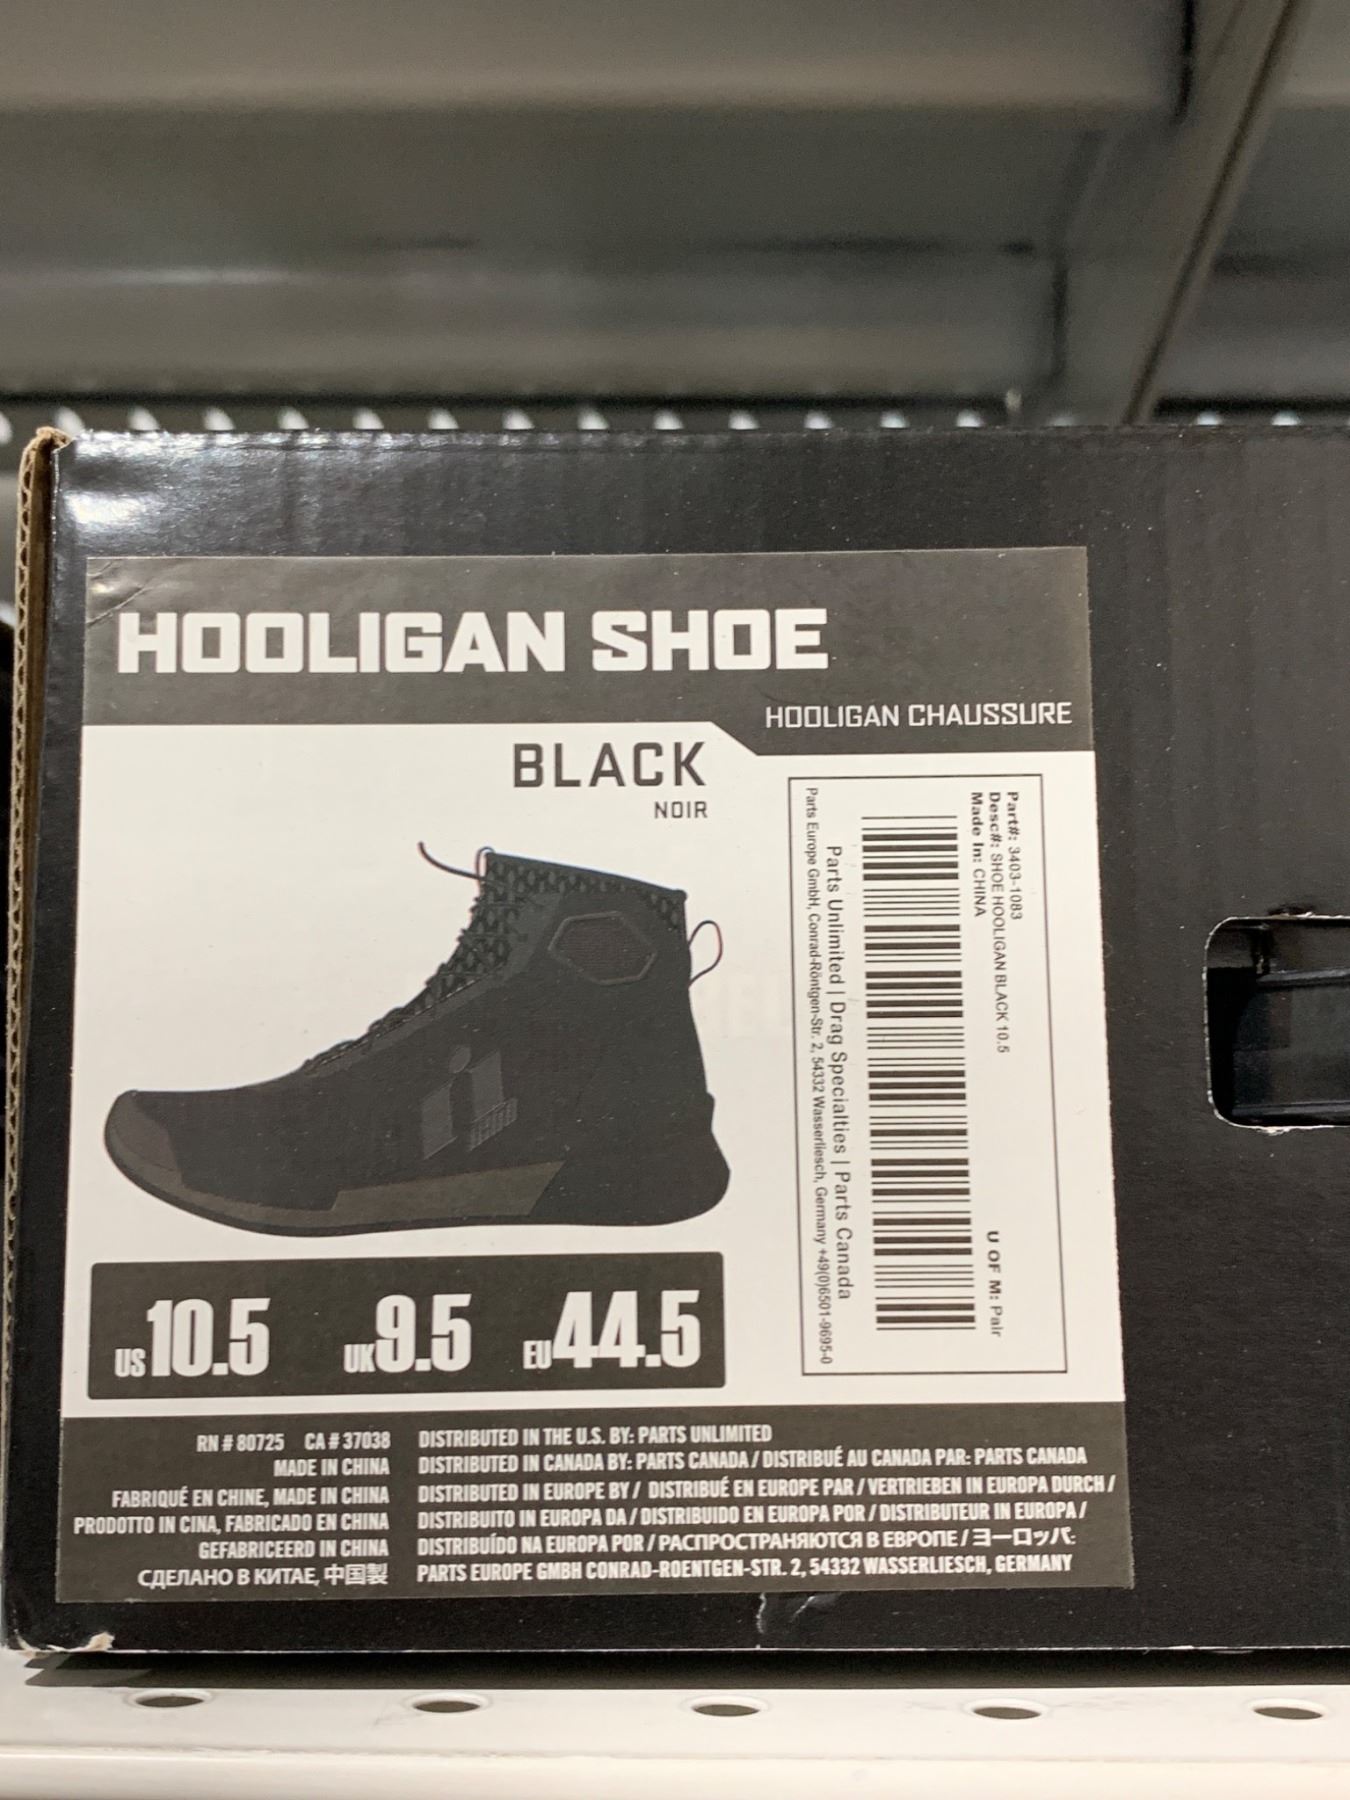 HOOLIGAN SHOE
HOOLIGAN CHAUSSURE
BLACK
NOIR
Part#: 3403-1083
Desc#: SHOE HOOLIGAN BLACK 10.5
Made In: CHINA
U OF M: Pair
Parts Unlimited | Drag Specialties | Parts Canada
Parts Europe GmbH, Conrad-Röntgen-Str. 2, 54332 Wasserliesch, Germany +49(0)6501-9695-0
ICON
US 10.5 UK 9.5 EU 44.5
RN # 80725 CA # 37038
MADE IN CHINA
FABRIQUÉ EN CHINE, MADE IN CHINA
PRODOTTO IN CINA, FABRICADO EN CHINA
GEFABRICEERD IN CHINA
СДЕЛАНО В КИТАЕ, 中国製
DISTRIBUTED IN THE U.S. BY: PARTS UNLIMITED
DISTRIBUTED IN CANADA BY: PARTS CANADA / DISTRIBUÉ AU CANADA PAR: PARTS CANADA
DISTRIBUTED IN EUROPE BY / DISTRIBUÉ EN EUROPE PAR / VERTRIEBEN IN EUROPA DURCH /
DISTRIBUITO IN EUROPA DA / DISTRIBUIDO EN EUROPA POR / DISTRIBUTEUR IN EUROPA /
DISTRIBUÍDO NA EUROPA POR / РАСПРОСТРАНЯЮТСЯ В ЕВРОПЕ / ヨーロッパ:
PARTS EUROPE GMBH CONRAD-ROENTGEN-STR. 2, 54332 WASSERLIESCH, GERMANY